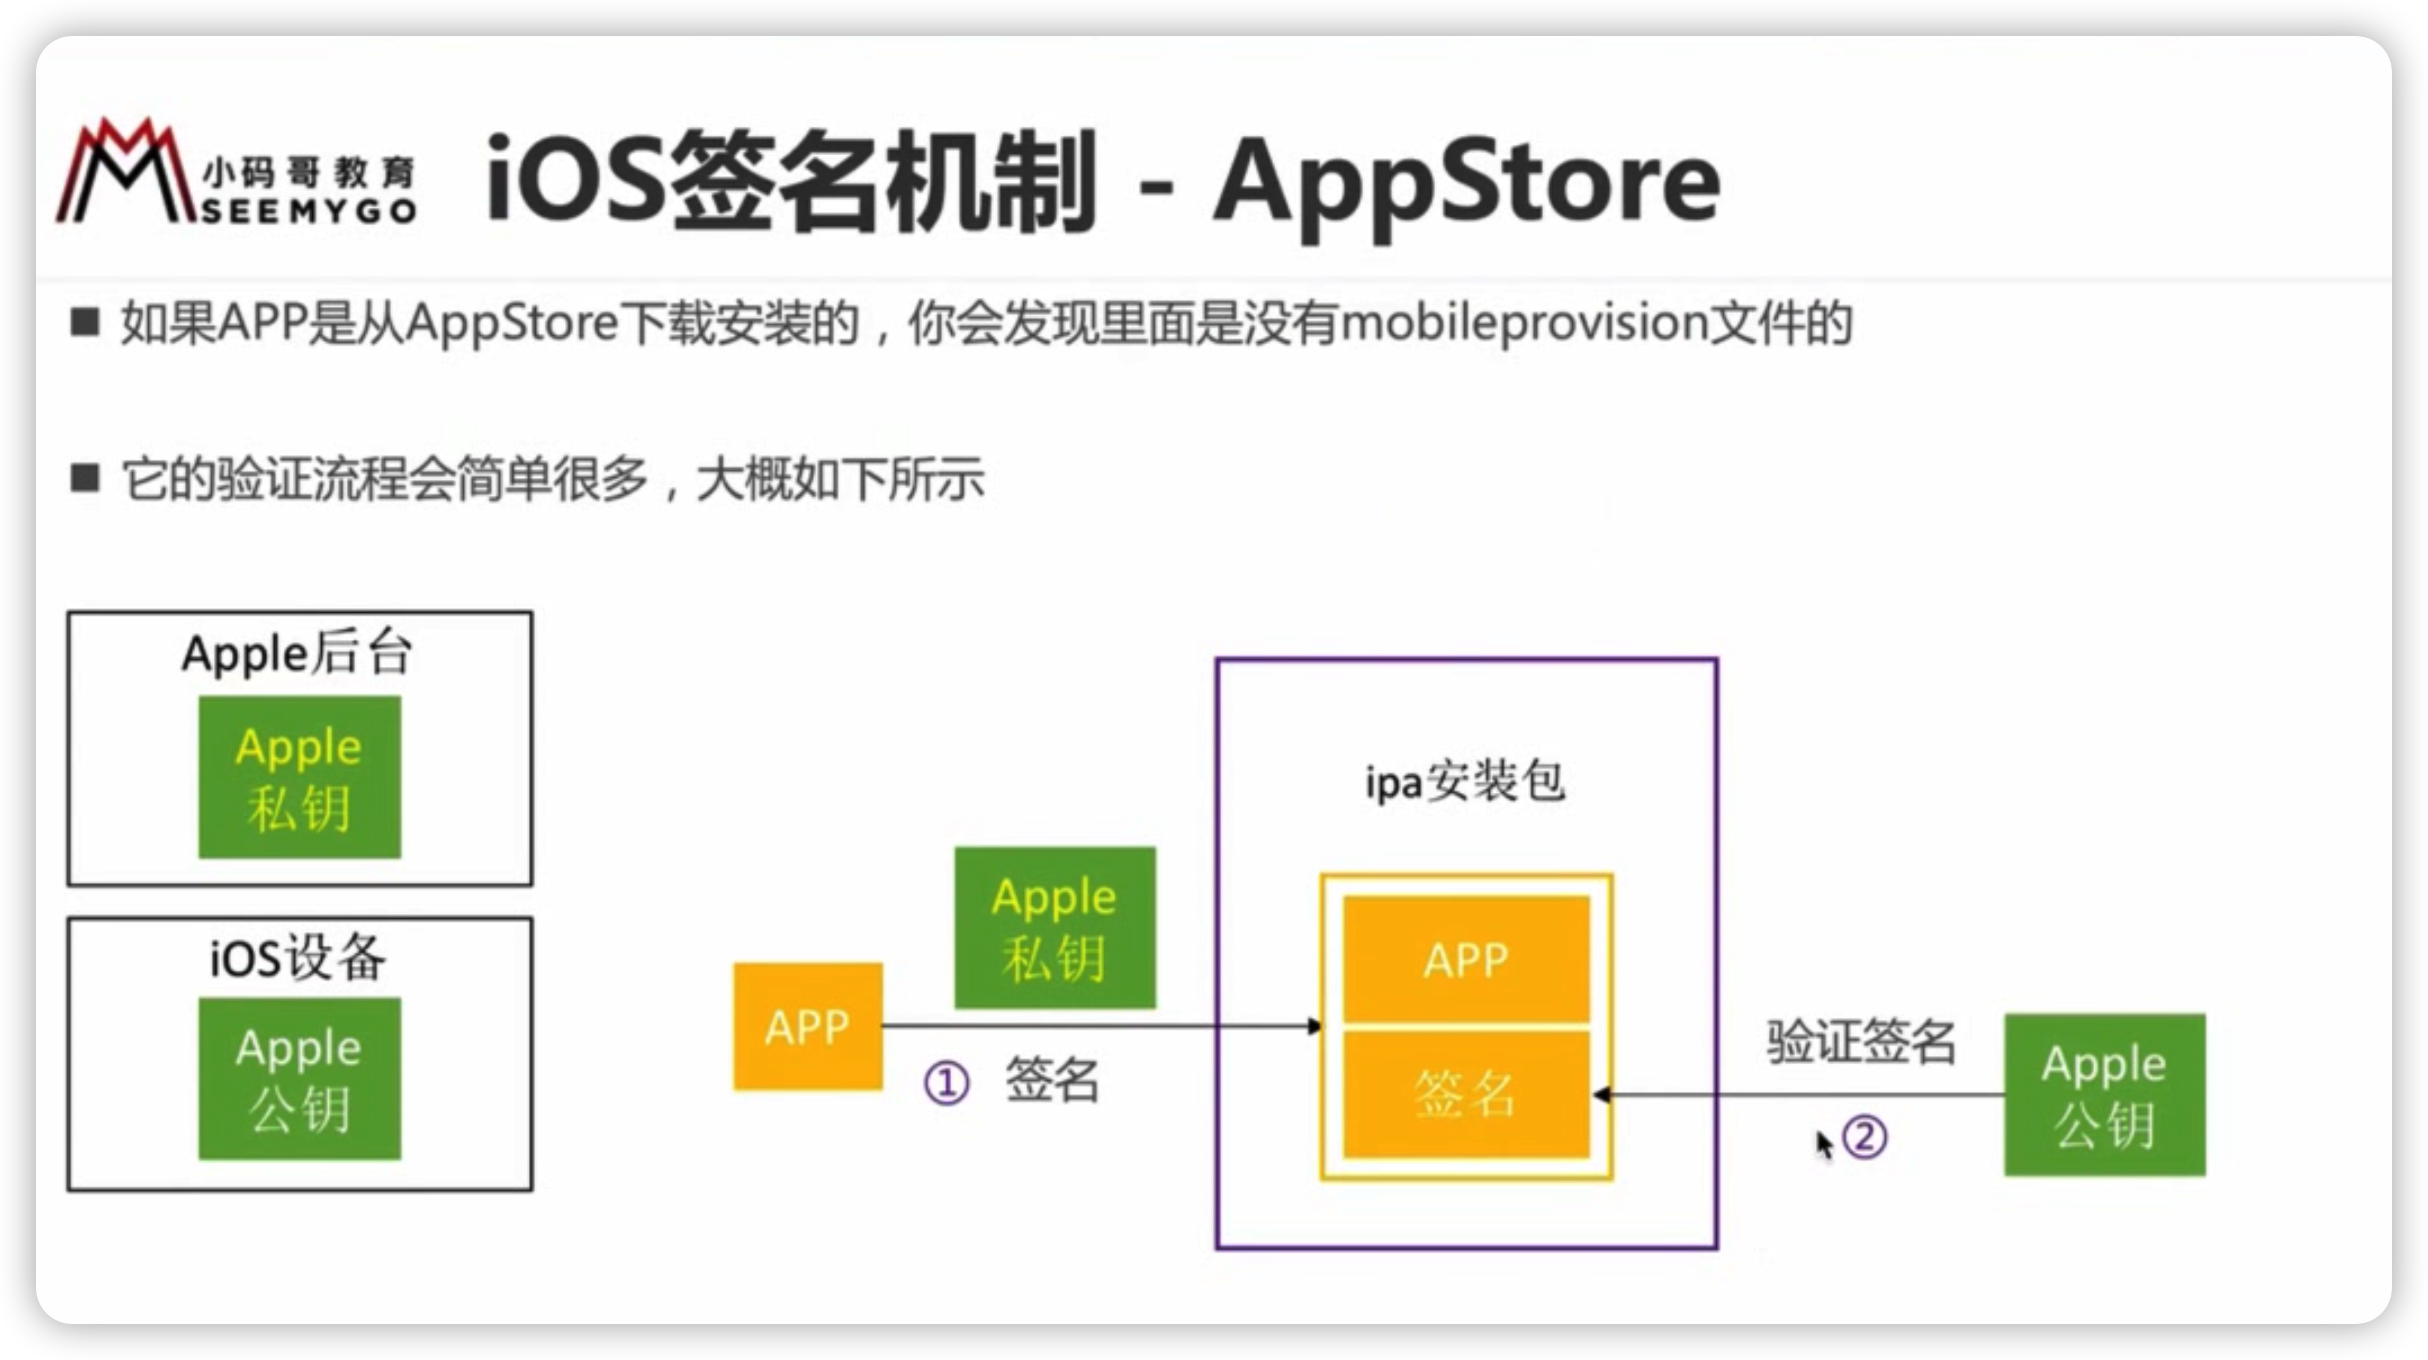 小码哥教育
SEEMYGO
iOS签名机制 - AppStore
■ 如果APP是从AppStore下载安装的，你会发现里面是没有mobileprovision文件的
■ 它的验证流程会简单很多，大概如下所示
Apple后台
Apple
私钥
iOS设备
Apple
公钥
APP
Apple
私钥
① 签名
ipa安装包
APP
签名
验证签名
②
Apple
公钥